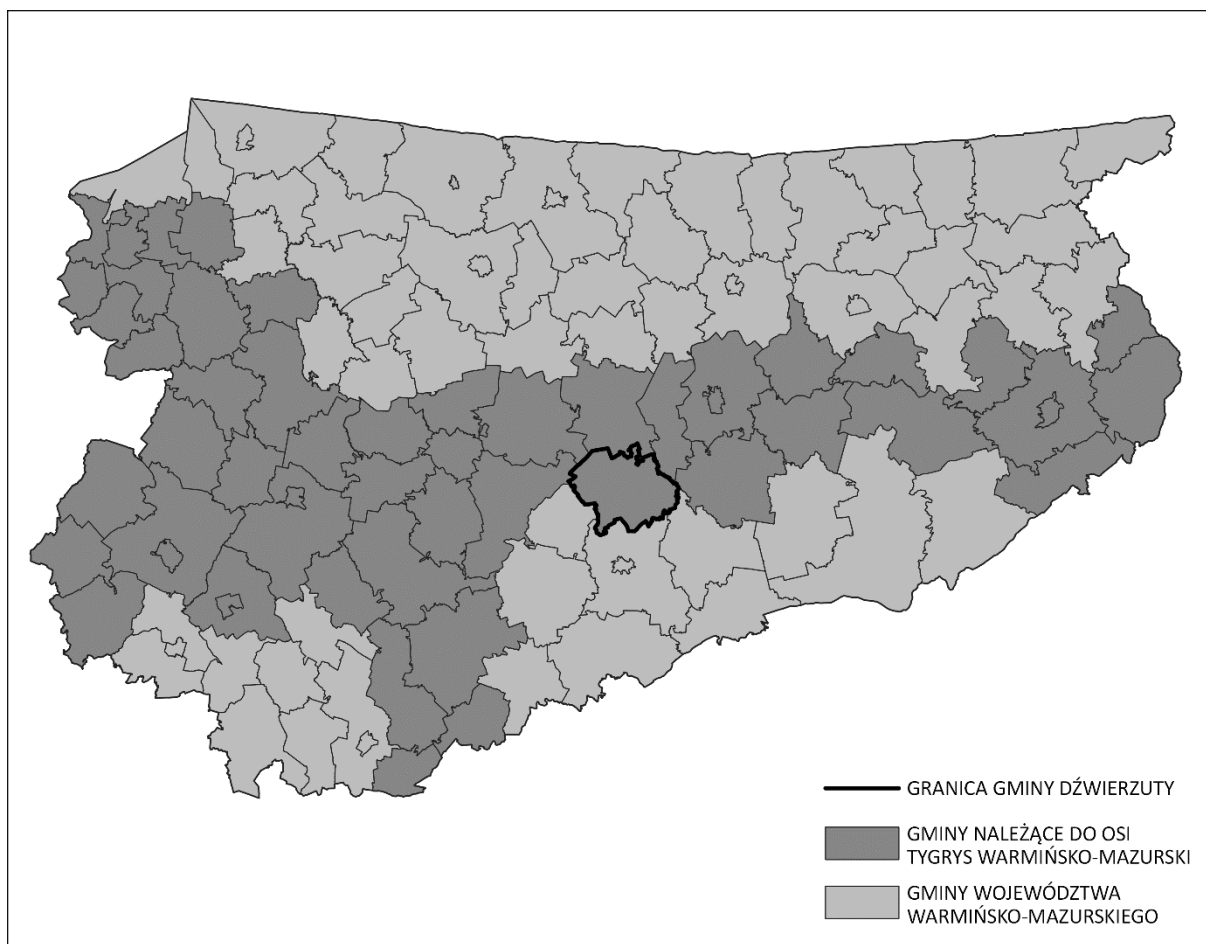 GRANICA GMINY DŹWIERZUTY
GMINY NALEŻĄCE DO OSI
TYGRYS WARMIŃSKO-MAZURSKI
GMINY WOJEWÓDZTWA
WARMIŃSKO-MAZURSKIEGO